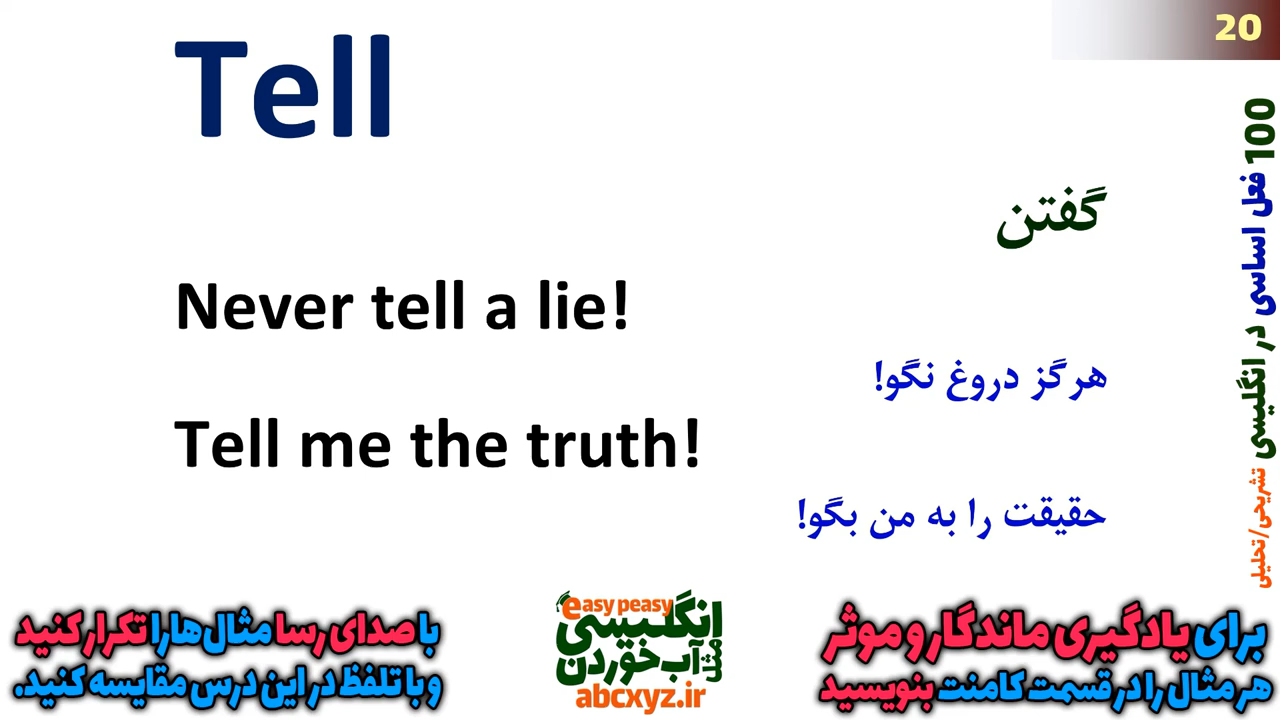 20
Tell
گفتن
Never tell a lie!
هرگز دروغ نگو!
Tell me the truth!
حقیقت را به من بگو!
100 فعل اساسی در انگلیسی تشریحی/تحلیلی
برای یادگیری ماندگار و موثر
هر مثال را در قسمت کامنت بنویسید
easy peasy
انگلیسی
مثل آب خوردن
abcxyz.ir
با صدای رسا مثال‌ها را تکرار کنید
و با تلفظ در این درس مقایسه کنید.